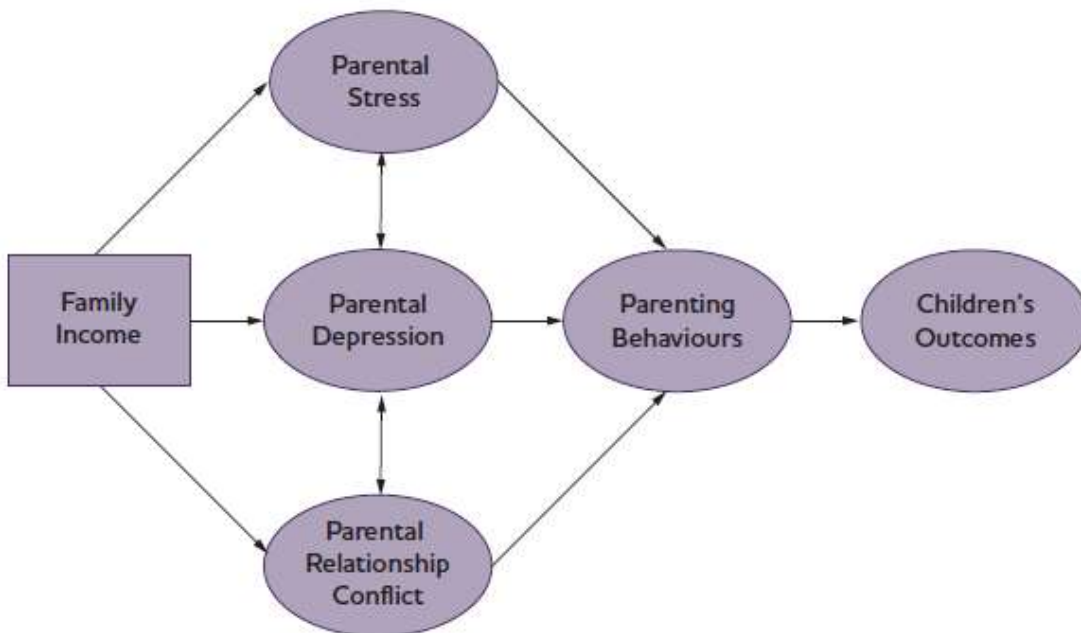 Parental
Stress
Family
Income
Parental
Depression
Parenting
Behaviours
Children's
Outcomes
Parental
Relationship
Conflict